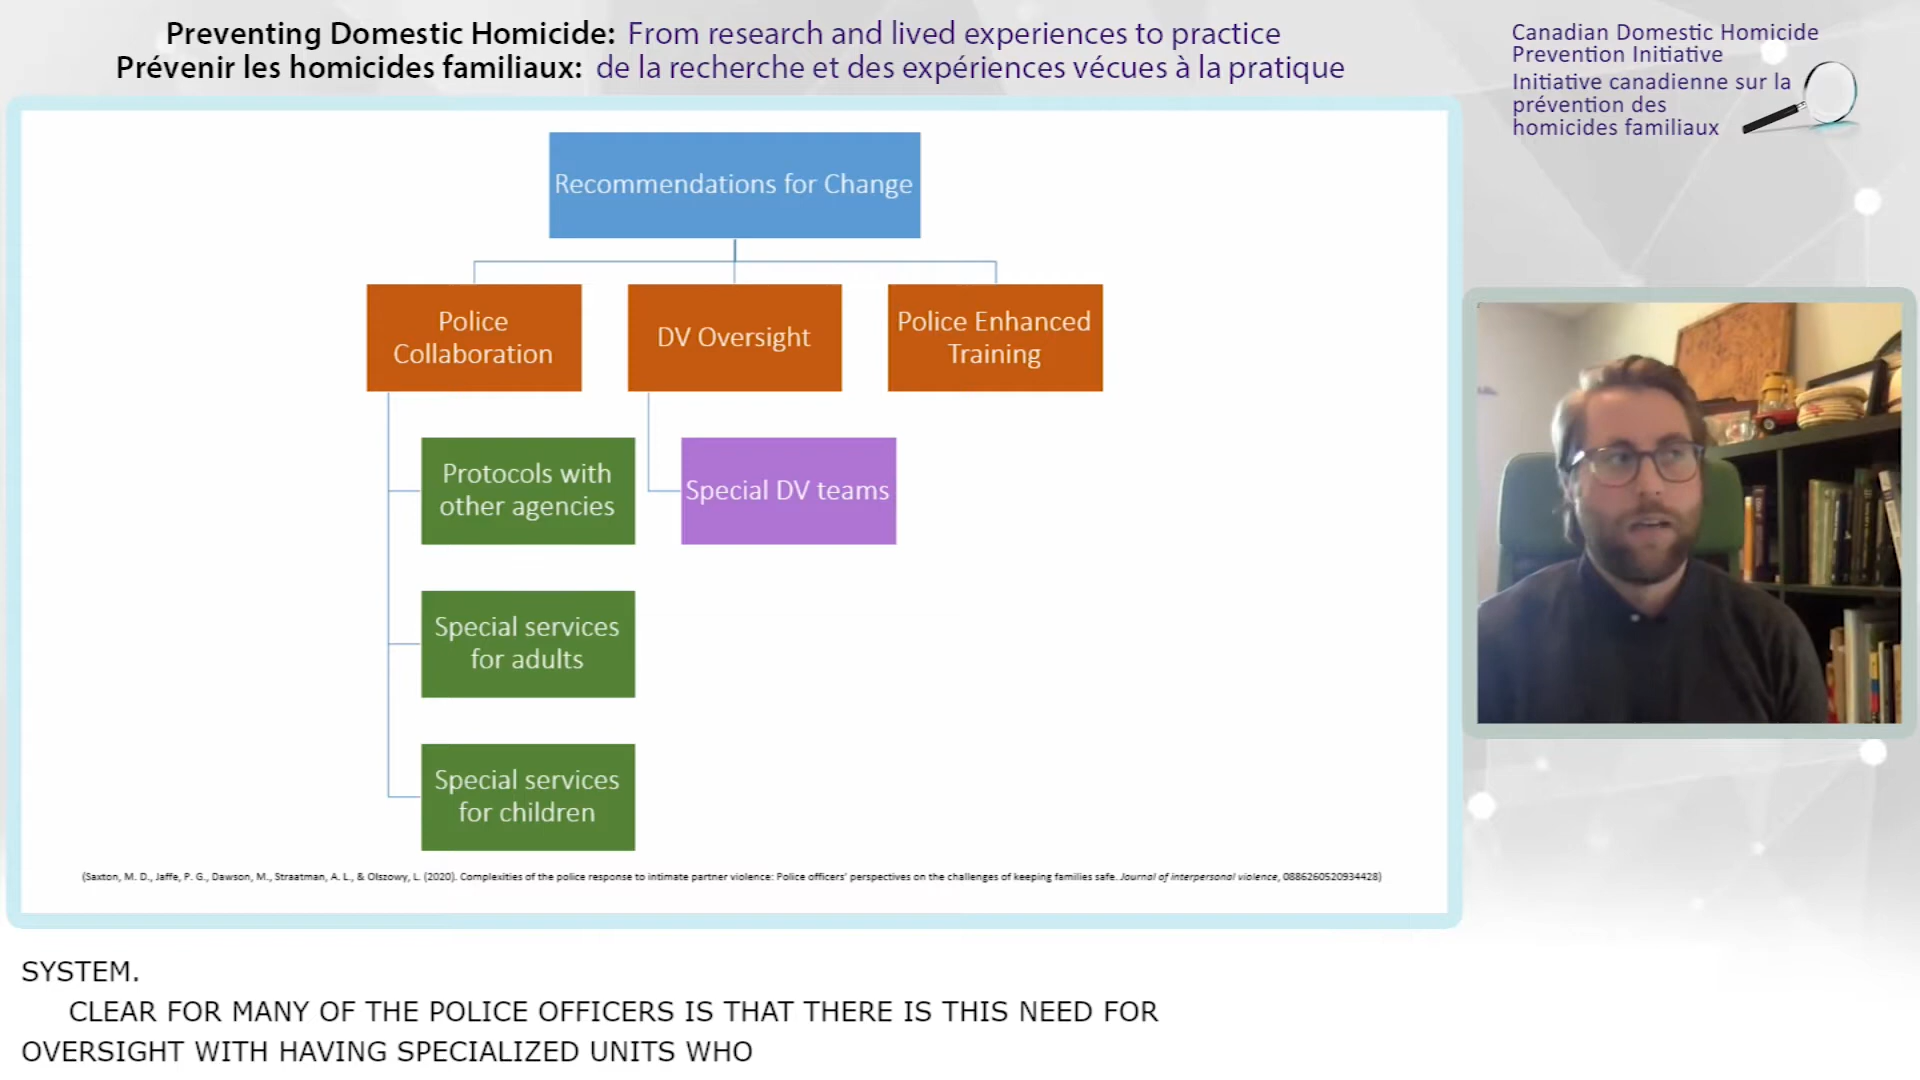 Preventing Domestic Homicide: From research and lived experiences to practice
Prévenir les homicides familiaux: de la recherche et des expériences vécues à la pratique
Canadian Domestic Homicide
Prevention Initiative
Initiative canadienne sur la
prévention des
homicides familiaux
Recommendations for Change
Police
Collaboration
DV Oversight
Police Enhanced
Training
Protocols with
other agencies
Special DV teams
Special services
for adults
Special services
for children
(Saxton, M. D., Jaffe, P. G., Dawson, M., Straatman, A. L., & Olszowy, L. (2020). Complexities of the police response to intimate partner violence: Police officers’ perspectives on the challenges of keeping families safe. Journal of interpersonal violence, 0886260520934428)
SYSTEM.
CLEAR FOR MANY OF THE POLICE OFFICERS IS THAT THERE IS THIS NEED FOR
OVERSIGHT WITH HAVING SPECIALIZED UNITS WHO